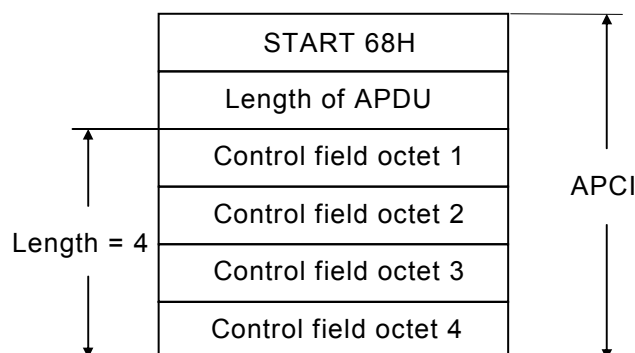 START 68H
Length of APDU
Control field octet 1
Control field octet 2
APCI
Length = 4
Control field octet 3
Control field octet 4